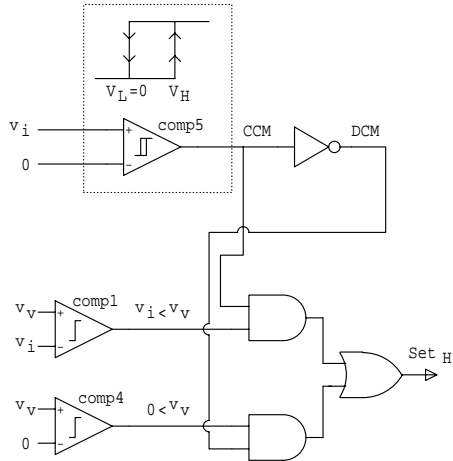 V_L=0 V_H
comp5
v_i
+
0
-
CCM DCM
comp1
v_v
+
v_i
-
v_i<v_v
Set_H
comp4
v_v
+
0
-
0<v_v